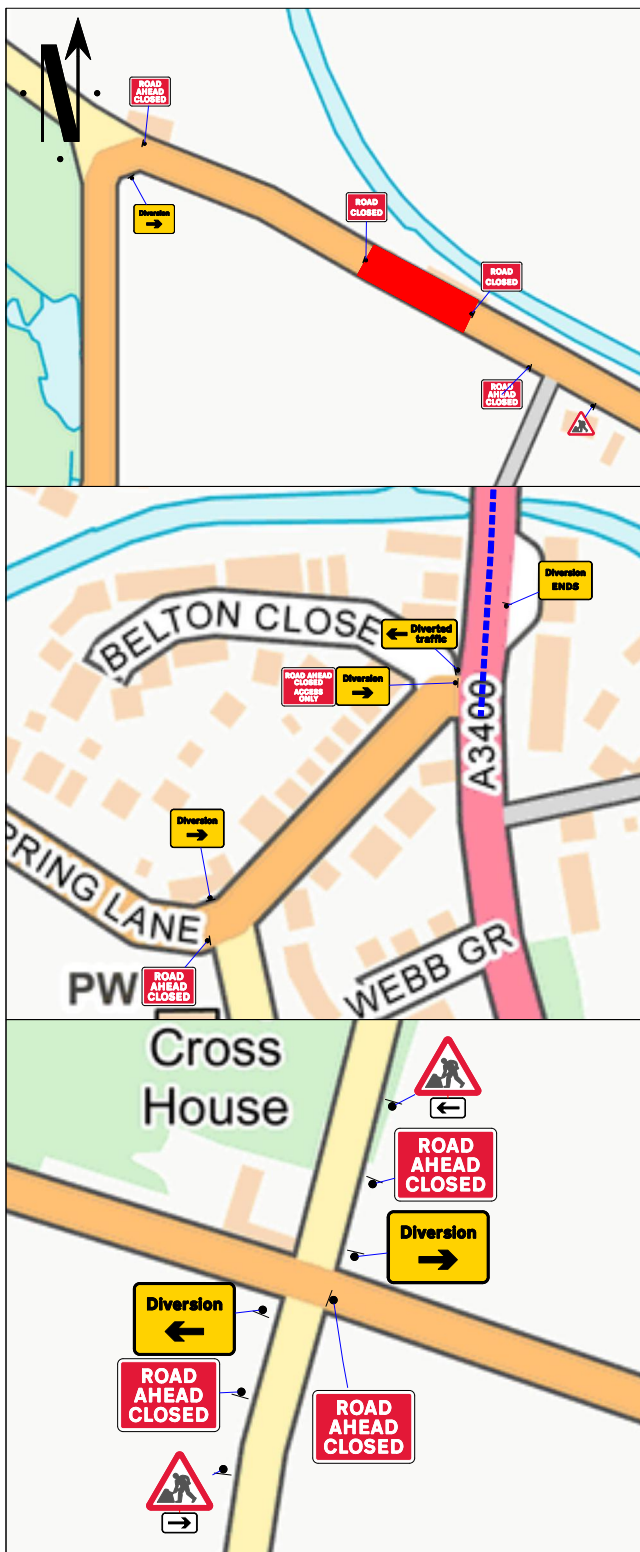 N
ROAD
AHEAD
CLOSED
Diversion
ROAD
CLOSED
ROAD
CLOSED
ROAD
AHEAD
CLOSED
BELTON CLOSE
Diversion
ENDS
Diverted
traffic
ROAD AHEAD
CLOSED
ACCESS
ONLY
Diversion
A3400
Diversion
PRING LANE
ROAD
AHEAD
CLOSED
PW
WEBB GR
Cross
House
ROAD
AHEAD
CLOSED
Diversion
Diversion
ROAD
AHEAD
CLOSED
ROAD
AHEAD
CLOSED